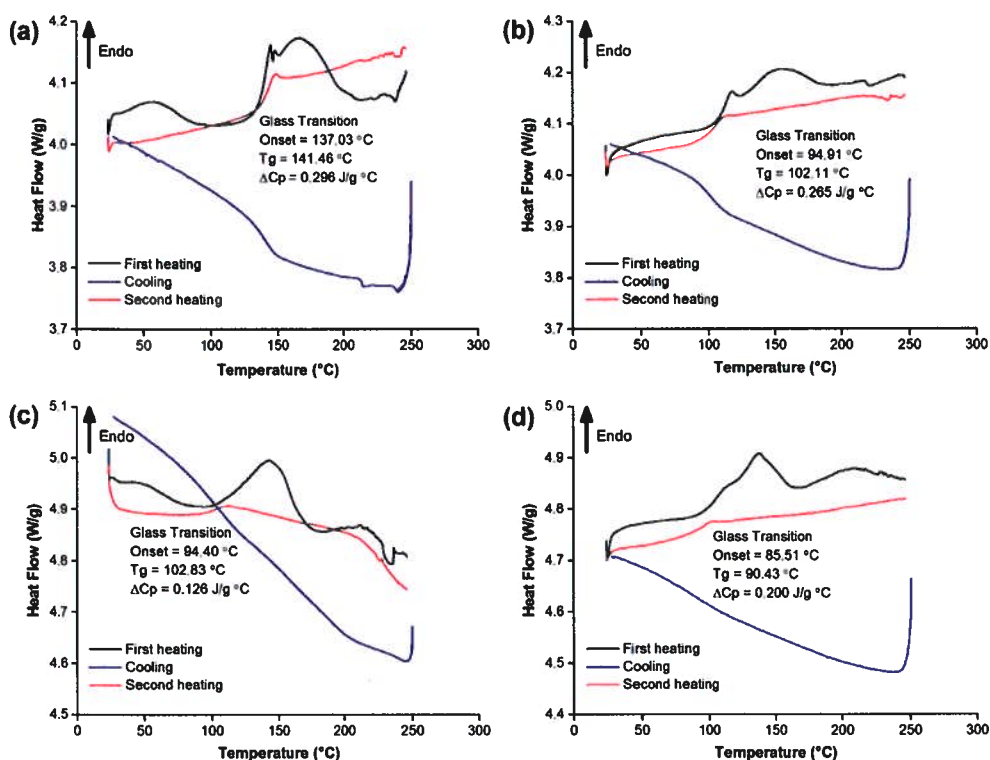 (a)
Endo
4.2
4.1
4.0
3.9
3.8
3.7
Heat Flow (W/g)
Glass Transition
Onset = 137.03 °C
Tg = 141.46 °C
ΔCp = 0.296 J/g °C
First heating
Cooling
Second heating
0 50 100 150 200 250 300
Temperature (°C)
(b)
Endo
4.3
4.2
4.1
4.0
3.9
3.8
3.7
Heat Flow (W/g)
Glass Transition
Onset = 94.91 °C
Tg = 102.11 °C
ΔCp = 0.265 J/g °C
First heating
Cooling
Second heating
0 50 100 150 200 250 300
Temperature (°C)
(c)
Endo
5.1
5.0
4.9
4.8
4.7
4.6
4.5
Heat Flow (W/g)
Glass Transition
Onset = 94.40 °C
Tg = 102.83 °C
ΔCp = 0.126 J/g °C
First heating
Cooling
Second heating
0 50 100 150 200 250 300
Temperature (°C)
(d)
Endo
5.0
4.9
4.8
4.7
4.6
4.5
4.4
Heat Flow (W/g)
Glass Transition
Onset = 85.51 °C
Tg = 90.43 °C
ΔCp = 0.200 J/g °C
First heating
Cooling
Second heating
0 50 100 150 200 250 300
Temperature (°C)